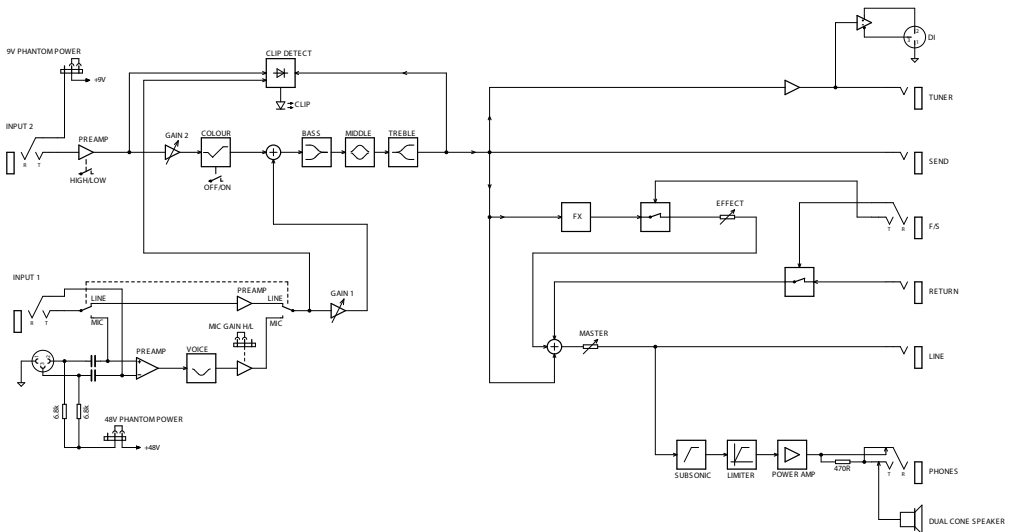 9V PHANTOM POWER
+9V
CLIP DETECT
CLIP
DI
TUNER
INPUT 2
R T
PREAMP
HIGH/LOW
GAIN 2
COLOUR
OFF/ON
BASS
MIDDLE
TREBLE
SEND
FX
EFFECT
T R
F/S
INPUT 1
R T
LINE
MIC
PREAMP
LINE
MIC
GAIN 1
RETURN
MIC GAIN H/L
PREAMP
VOICE
MASTER
LINE
6.8k
6.8k
48V PHANTOM POWER
+48V
SUBSONIC
LIMITER
POWER AMP
470R
T R
PHONES
DUAL CONE SPEAKER